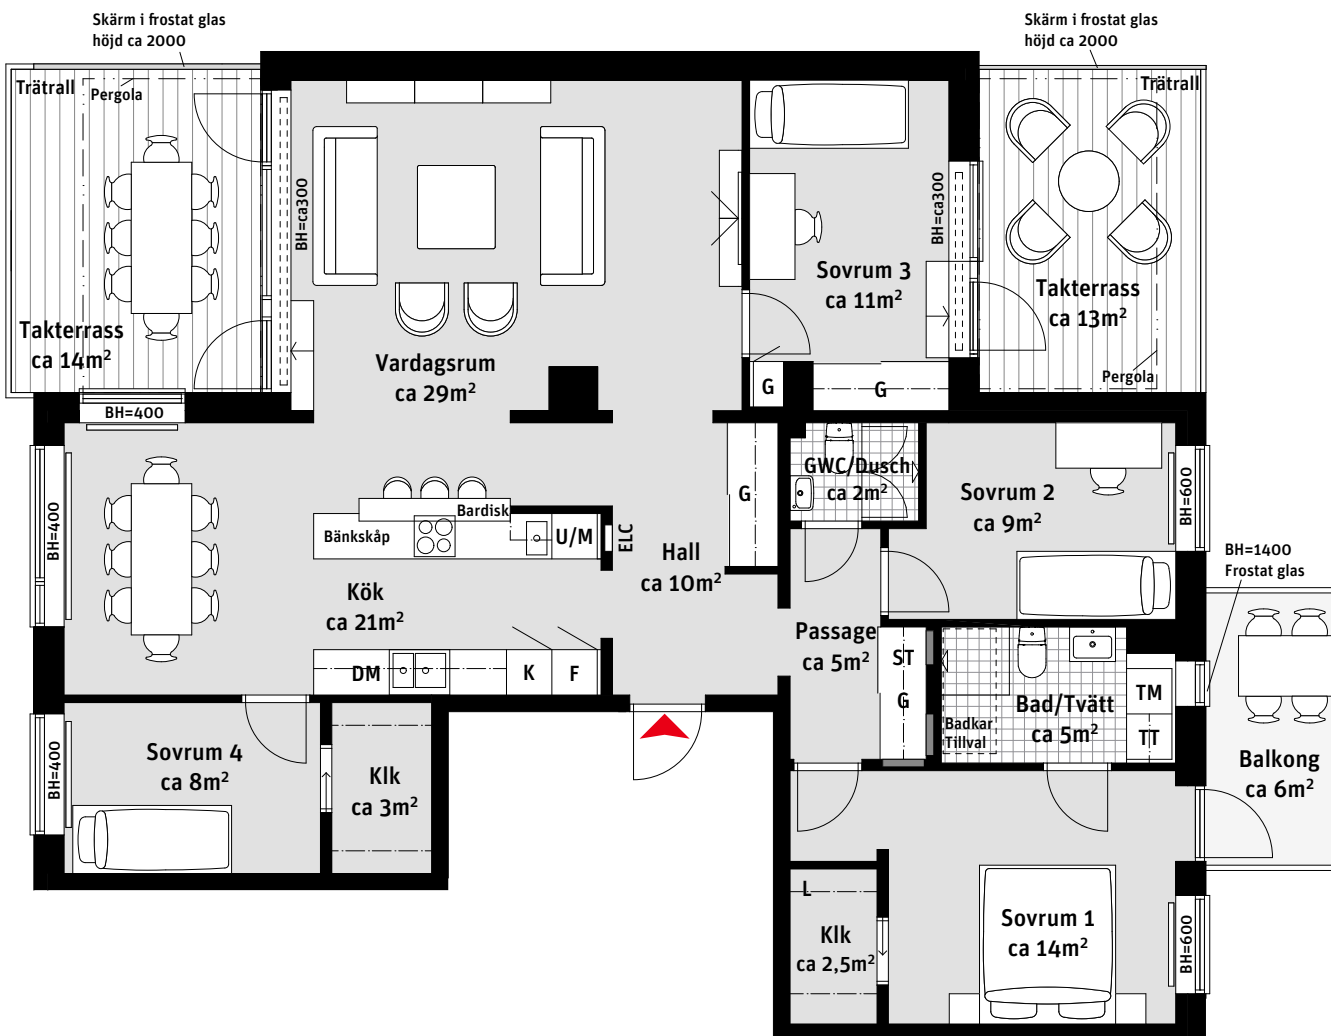 Skärm i frostat glas
höjd ca 2000
Skärm i frostat glas
höjd ca 2000
Trätrall
Pergola
Trätrall
BH=ca300
BH=ca300
Sovrum 3
ca 11m²
Takterrass
ca 14m²
Takterrass
ca 13m²
Vardagsrum
ca 29m²
Pergola
G
G
BH=400
GWC/Dusch
ca 2m²
G
Sovrum 2
ca 9m²
BH=600
BH=400
Bardisk
Bänkskåp
U/M
ELC
Hall
ca 10m²
BH=1400
Frostat glas
Kök
ca 21m²
Passage
ca 5m²
ST
G
DM
K
F
Bad/Tvätt
ca 5m²
TM
TT
Badkar
Tillval
Sovrum 4
ca 8m²
BH=400
Klk
ca 3m²
Balkong
ca 6m²
L
Sovrum 1
ca 14m²
Klk
ca 2,5m²
BH=600